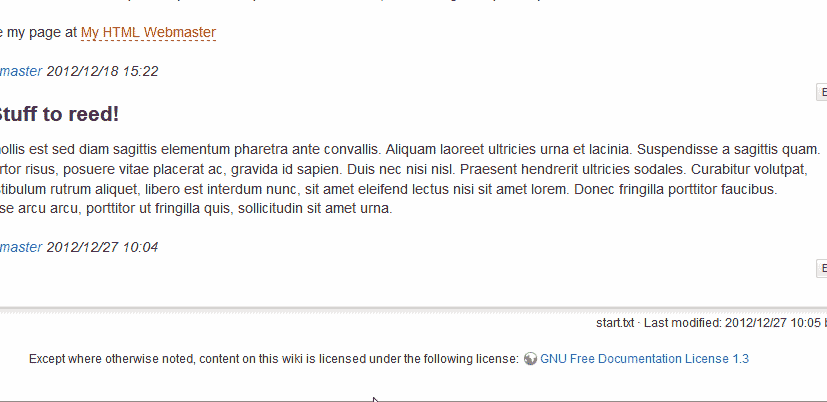 e my page at My HTML Webmaster
master 2012/12/18 15:22
E
Stuff to reed!
ollis est sed diam sagittis elementum pharetra ante convallis. Aliquam laoreet ultricies urna et lacinia. Suspendisse a sagittis quam.
rtor risus, posuere vitae placerat ac, gravida id sapien. Duis nec nisi nisl. Praesent hendrerit ultricies sodales. Curabitur volutpat,
tibulum rutrum aliquet, libero est interdum nunc, sit amet eleifend lectus nisi sit amet lorem. Donec fringilla porttitor faucibus.
se arcu arcu, porttitor ut fringilla quis, sollicitudin sit amet urna.
master 2012/12/27 10:04
E
start.txt · Last modified: 2012/12/27 10:05 b
Except where otherwise noted, content on this wiki is licensed under the following license: GNU Free Documentation License 1.3